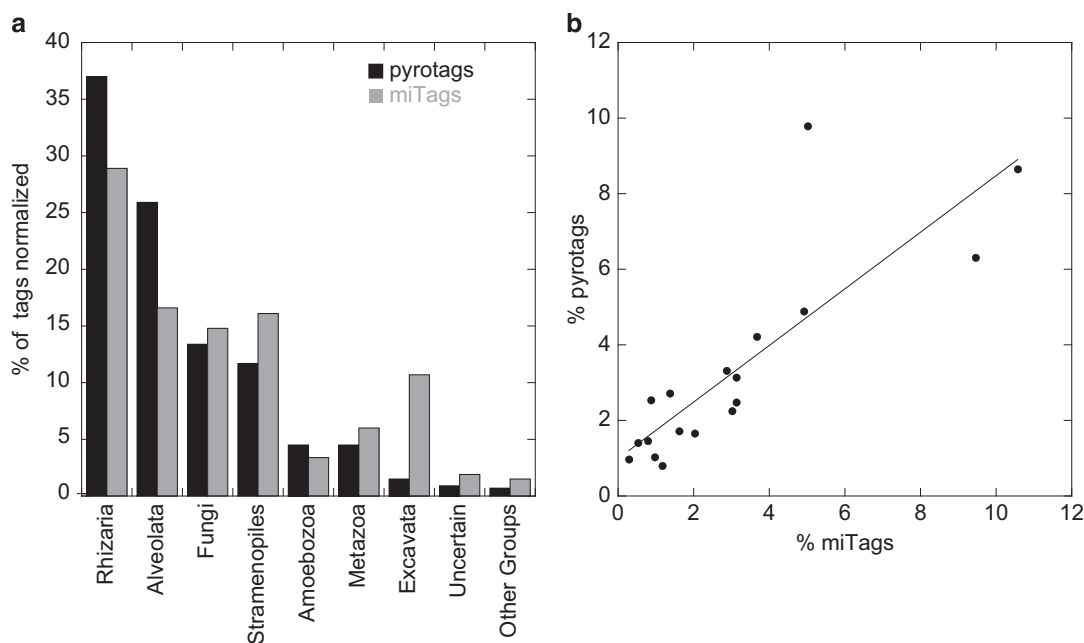 a
40
35
30
25
20
15
10
5
0
% of tags normalized
pyrotags
miTags
Rhizaria
Alveolata
Fungi
Stramenopiles
Amoebozoa
Metazoa
Excavata
Uncertain
Other Groups
b
12
10
8
6
4
2
0
% pyrotags
0 2 4 6 8 10 12
% miTags